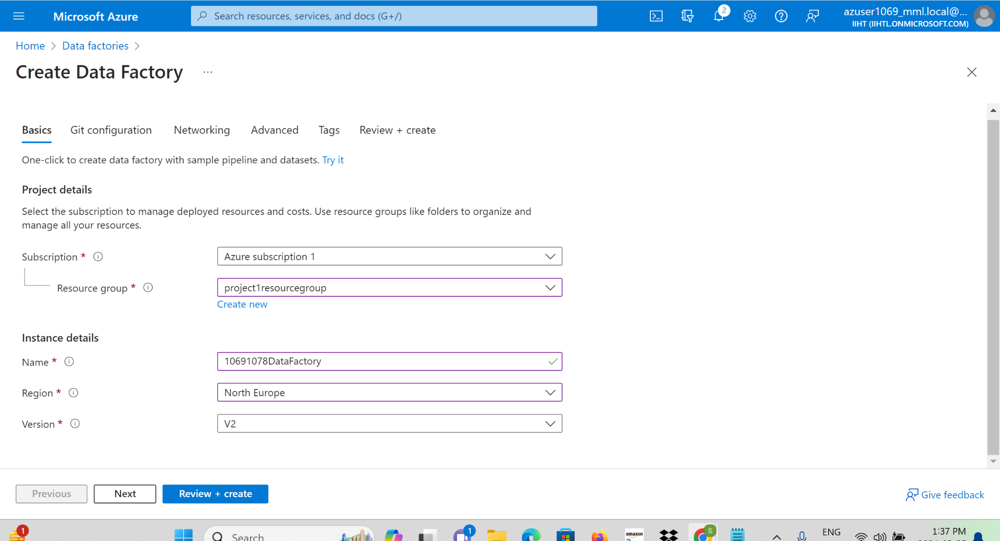 Microsoft Azure
Search resources, services, and docs (G+/)
2
azuser1069_mml.local@...
IIHT (IIHTL.ONMICROSOFT.COM)
Home > Data factories >
Create Data Factory ...
Basics Git configuration Networking Advanced Tags Review + create
One-click to create data factory with sample pipeline and datasets. Try it
Project details
Select the subscription to manage deployed resources and costs. Use resource groups like folders to organize and
manage all your resources.
Subscription * Azure subscription 1
Resource group * project1resourcegroup
Create new
Instance details
Name * 10691078DataFactory
Region * North Europe
Version * V2
Previous Next Review + create
Give feedback
1
Search
1
amazon
S
ENG
1:37 PM